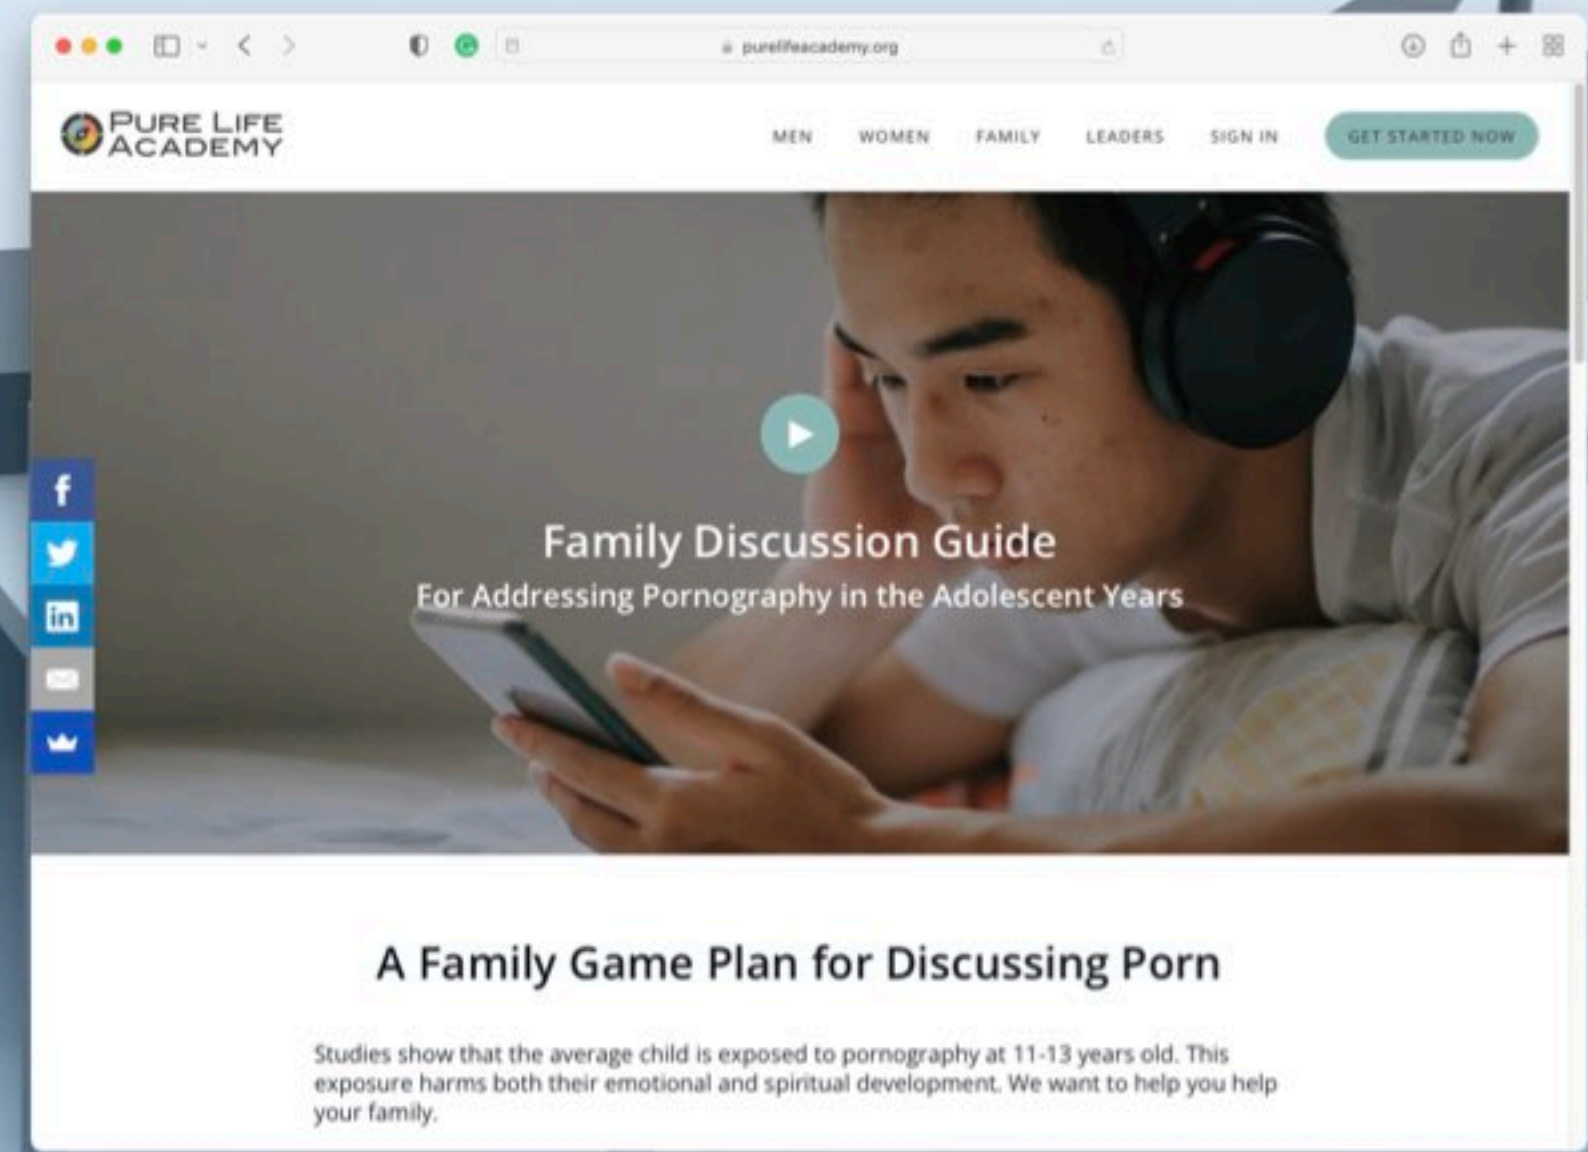 purelifeacademy.org
PURE LIFE
ACADEMY
MEN WOMEN FAMILY LEADERS SIGN IN GET STARTED NOW
f
in
Family Discussion Guide
For Addressing Pornography in the Adolescent Years
A Family Game Plan for Discussing Porn
Studies show that the average child is exposed to pornography at 11-13 years old. This
exposure harms both their emotional and spiritual development. We want to help you help
your family.